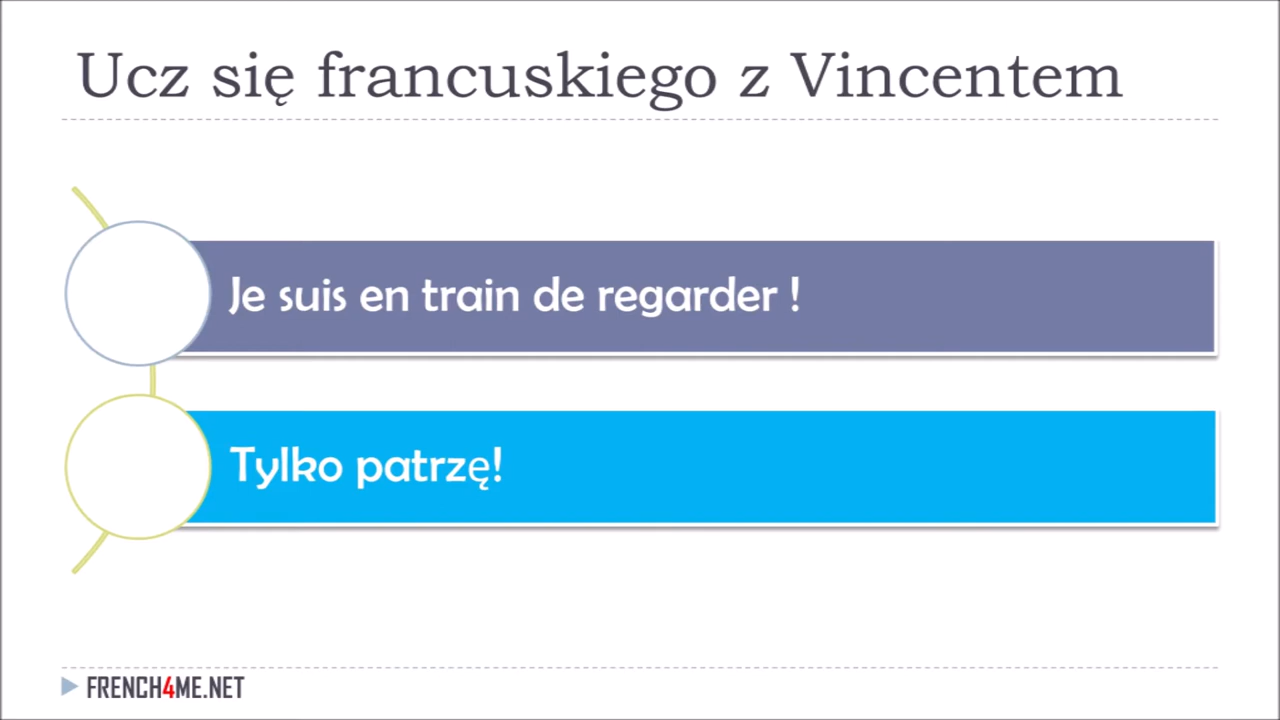 Ucz się francuskiego z Vincentem
Je suis en train de regarder !
Tylko patrzę!
FRENCH4ME.NET